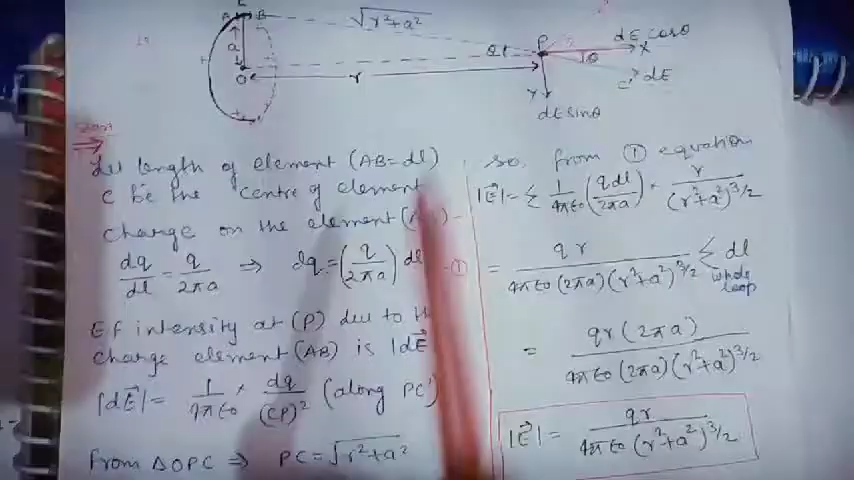 A B
√r²+a²
a
O
r
θ
P
dE cosθ
X
θ
dE
C'
Y
dE sinθ
Let length of element (AB = dl)
C be the centre of element
charge on the element
dq/dl = q/2πa ⇒ dq = (q/2πa) dl - ①
EF intensity at (P) due to
charge element (AB) is |dE
|dE⃗| = 1/4πε0 × dq/(CP)² (along PC')
From ΔOPC ⇒ PC = √r²+a²
so, from ① equation
|E⃗| = Σ 1/4πε0 (qdl/2πa) · r/(r²+a²)^3/2
= qr/4πε0 (2πa)(r²+a²)^3/2 Σ dl
whole
loop
= qr(2πa)/4πε0 (2πa)(r²+a²)^3/2
|E⃗| = qr/4πε0 (r²+a²)^3/2